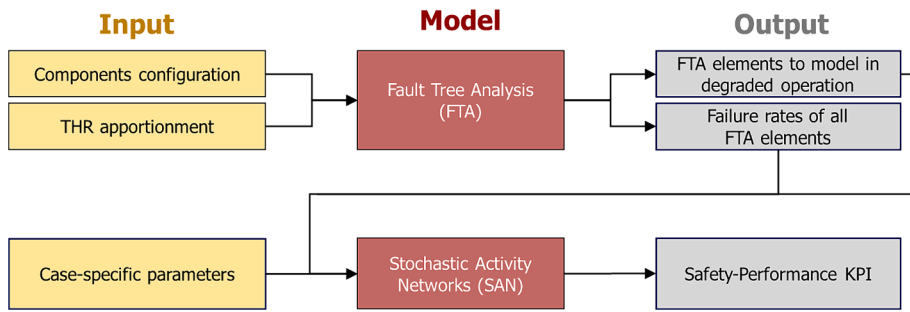 Input
Model
Output
Components configuration
THR apportionment
Fault Tree Analysis
(FTA)
FTA elements to model in
degraded operation
Failure rates of all
FTA elements
Case-specific parameters
Stochastic Activity
Networks (SAN)
Safety-Performance KPI